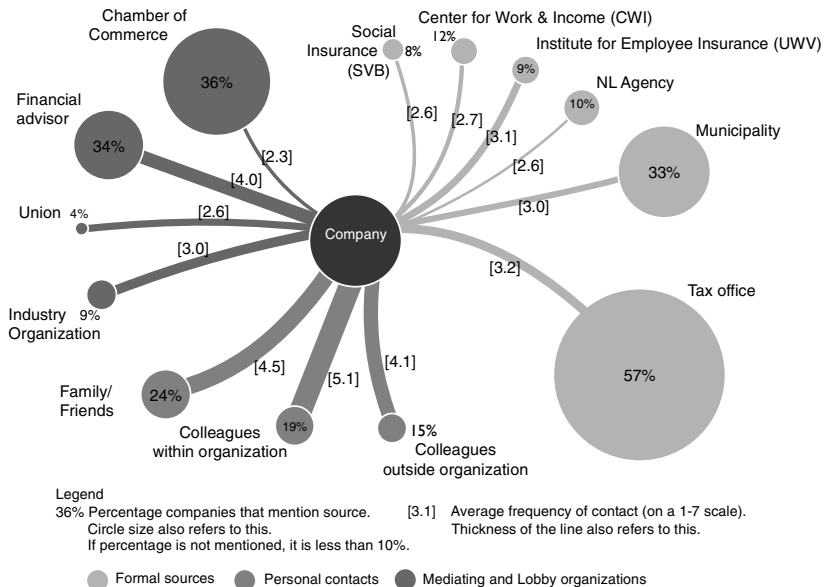 Chamber of
Commerce
36%
[2.3]
Financial
advisor
34%
[4.0]
Union 4%
[2.6]
[3.0]
Industry 9%
Organization
Family/
Friends
24%
[4.5]
Colleagues
within organization
19%
[5.1]
15%
Colleagues
outside organization
[4.1]
Company
Social
Insurance
(SVB)
8%
[2.6]
Center for Work & Income (CWI)
12%
[2.7]
Institute for Employee Insurance (UWV)
9%
[3.1]
NL Agency
10%
[2.6]
Municipality
33%
[3.0]
Tax office
57%
[3.2]
Legend
36% Percentage companies that mention source.
Circle size also refers to this.
If percentage is not mentioned, it is less than 10%.
[3.1] Average frequency of contact (on a 1-7 scale).
Thickness of the line also refers to this.
Formal sources
Personal contacts
Mediating and Lobby organizations